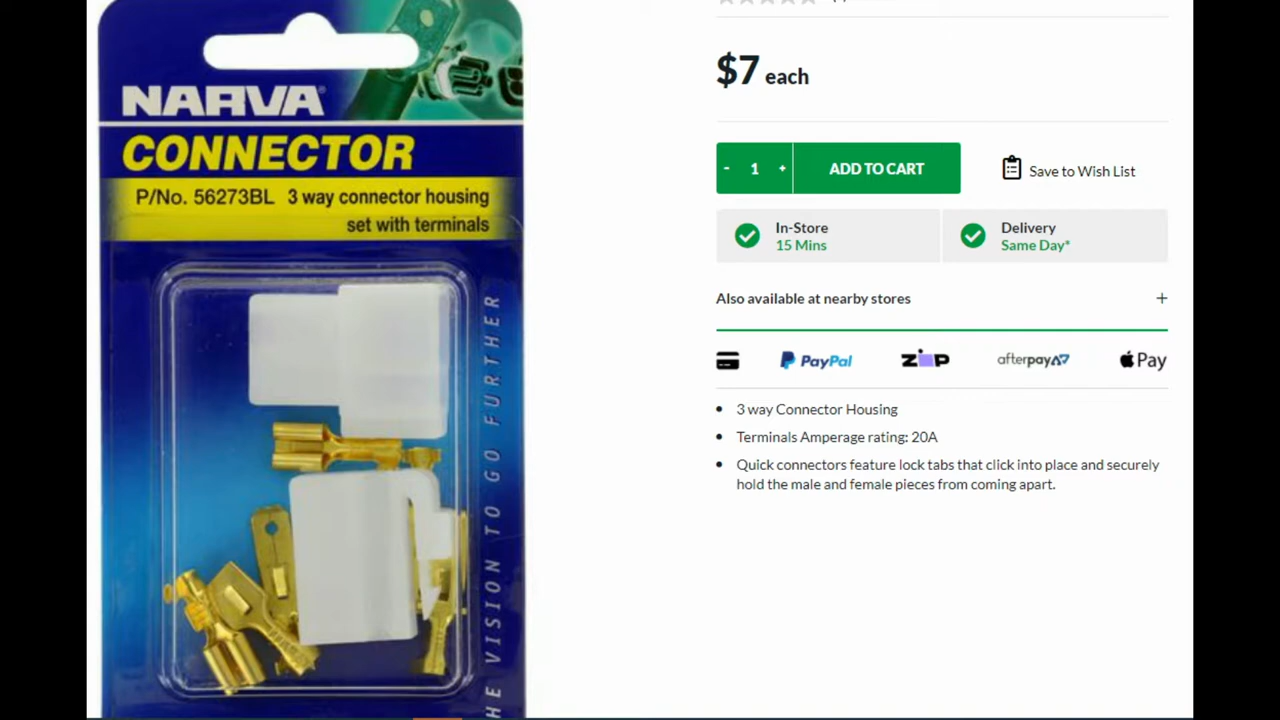 NARVA
CONNECTOR
P/No. 56273BL 3 way connector housing
set with terminals
HE VISION TO GO FURTHER
$7 each
- 1 +
ADD TO CART
Save to Wish List
In-Store
15 Mins
Delivery
Same Day*
Also available at nearby stores +
PayPal
ZIP
afterpay
Pay
• 3 way Connector Housing
• Terminals Amperage rating: 20A
• Quick connectors feature lock tabs that click into place and securely
hold the male and female pieces from coming apart.